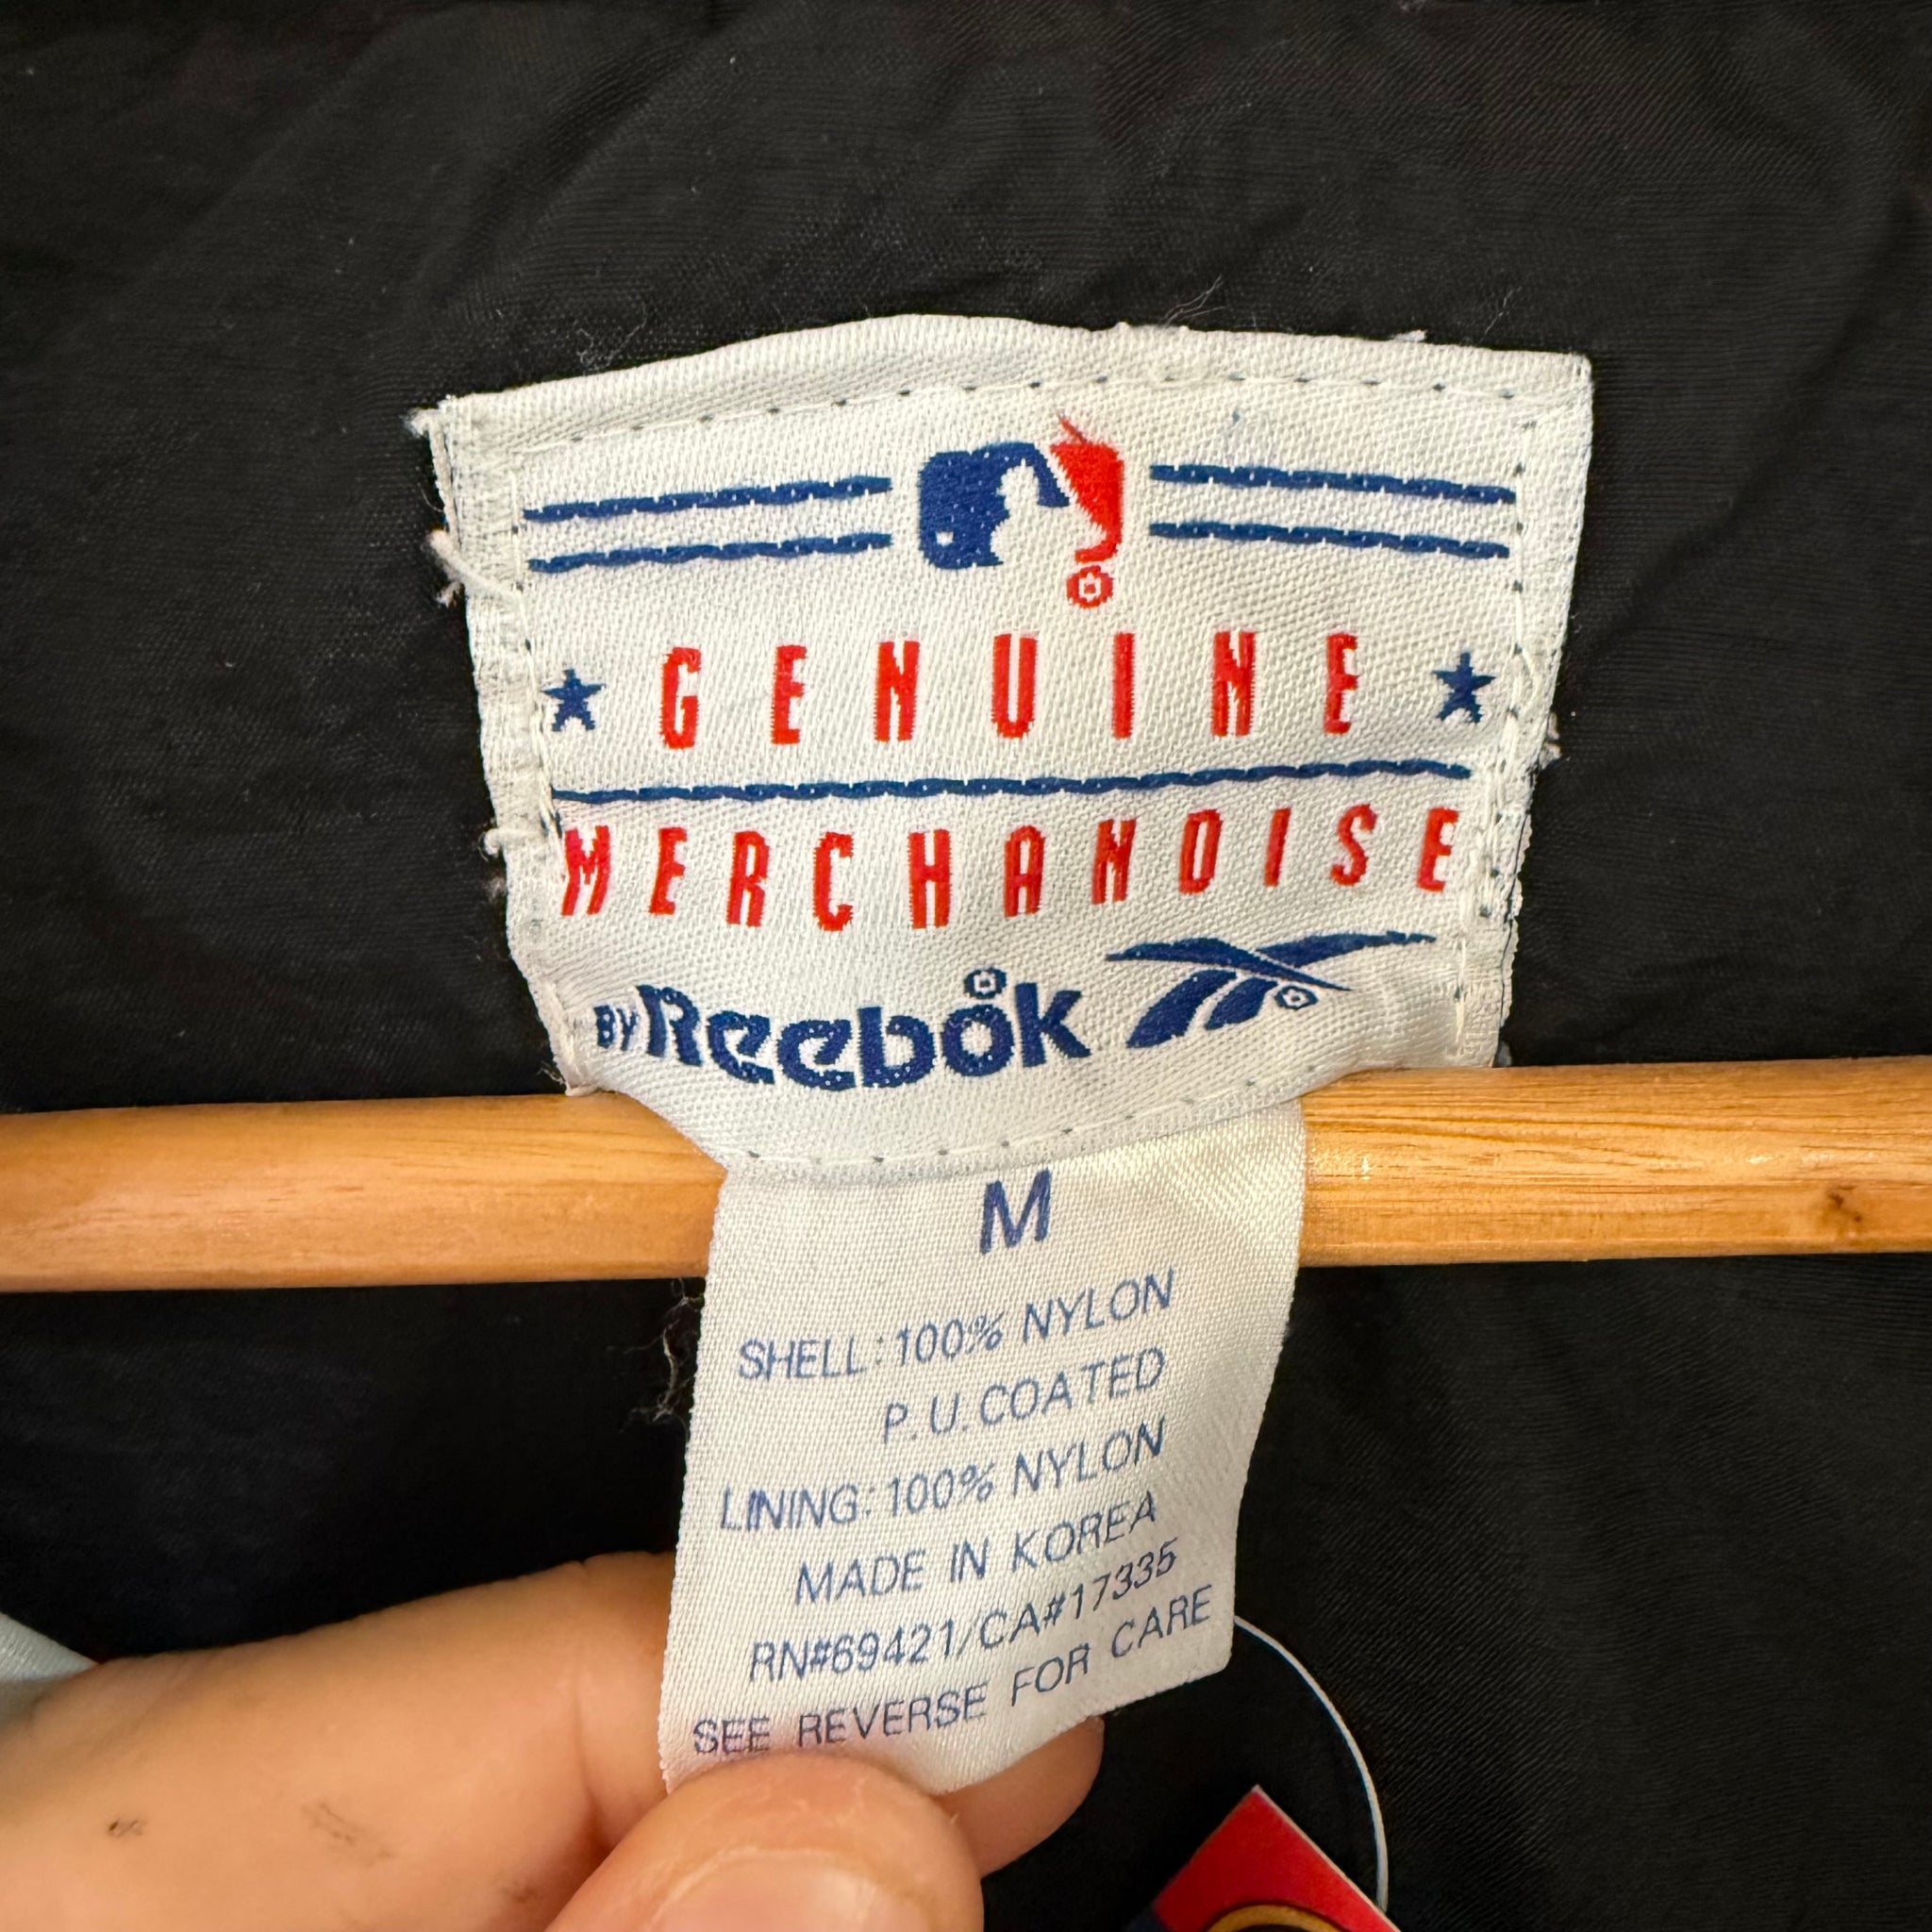 GENUINE
MERCHANDISE
BY Reebok
M
SHELL:100% NYLON
P.U.COATED
LINING:100% NYLON
MADE IN KOREA
RN#69421/CA#17335
SEE REVERSE FOR CARE